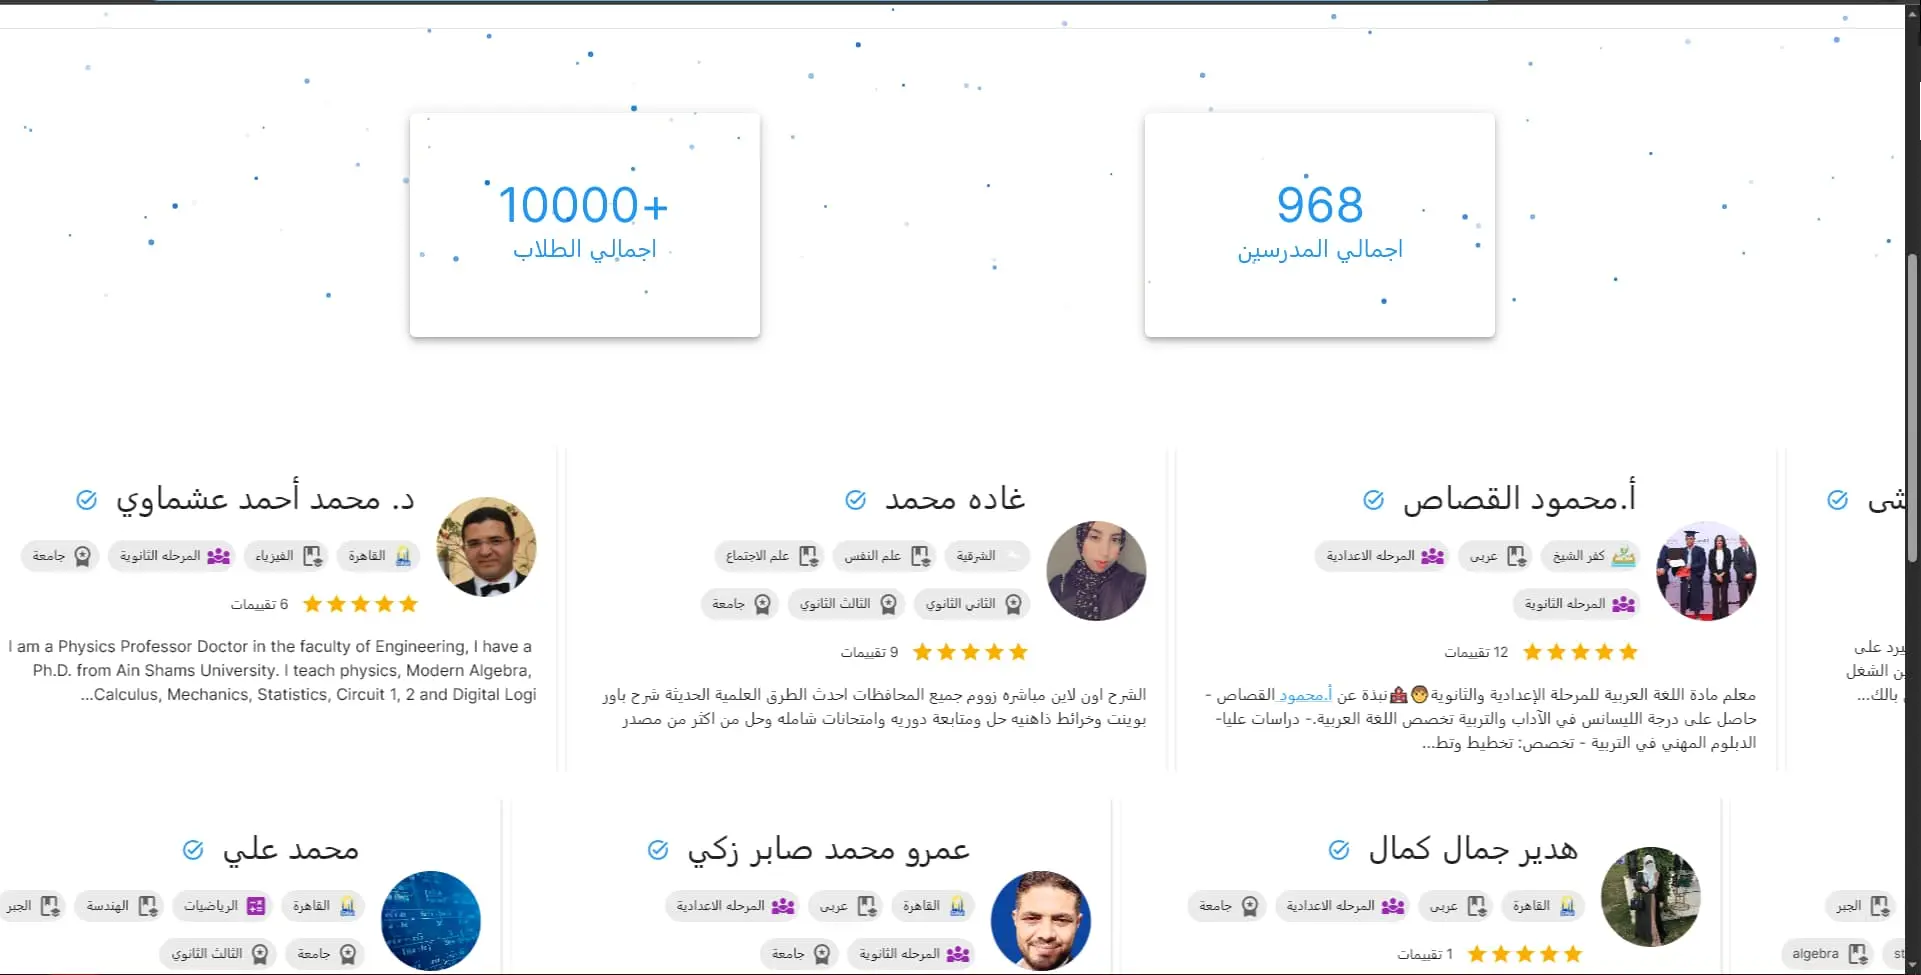 968
اجمالي المدرسين
10000+
اجمالي الطلاب
أ.محمود القصاص
كفر الشيخ
عربى
المرحله الاعدادية
المرحله الثانوية
12 تقييمات
معلم مادة اللغة العربية للمرحلة الإعدادية والثانوية🧑🏫نبذة عن أ.محمود القصاص -
حاصل على درجة الليسانس في الآداب والتربية تخصص اللغة العربية.- دراسات عليا-
الدبلوم المهني في التربية - تخصص: تخطيط وتط...
غاده محمد
الشرقية
علم النفس
علم الاجتماع
الثاني الثانوي
الثالث الثانوي
جامعة
9 تقييمات
الشرح اون لاين مباشره زووم جميع المحافظات احدث الطرق العلمية الحديثة شرح باور
بوينت وخرائط ذاهنيه حل ومتابعة دوريه وامتحانات شامله وحل من اكثر من مصدر
د. محمد أحمد عشماوي
القاهرة
الفيزياء
المرحله الثانوية
جامعة
6 تقييمات
I am a Physics Professor Doctor in the faculty of Engineering, I have a
Ph.D. from Ain Shams University. I teach physics, Modern Algebra,
Calculus, Mechanics, Statistics, Circuit 1, 2 and Digital Logi...
الجبر
algebra
هدير جمال كمال
القاهرة
عربى
المرحله الاعدادية
جامعة
1 تقييمات
عمرو محمد صابر زكي
القاهرة
عربى
المرحله الاعدادية
المرحله الثانوية
جامعة
محمد علي
القاهرة
الرياضيات
الهندسة
الجبر
جامعة
الثالث الثانوي